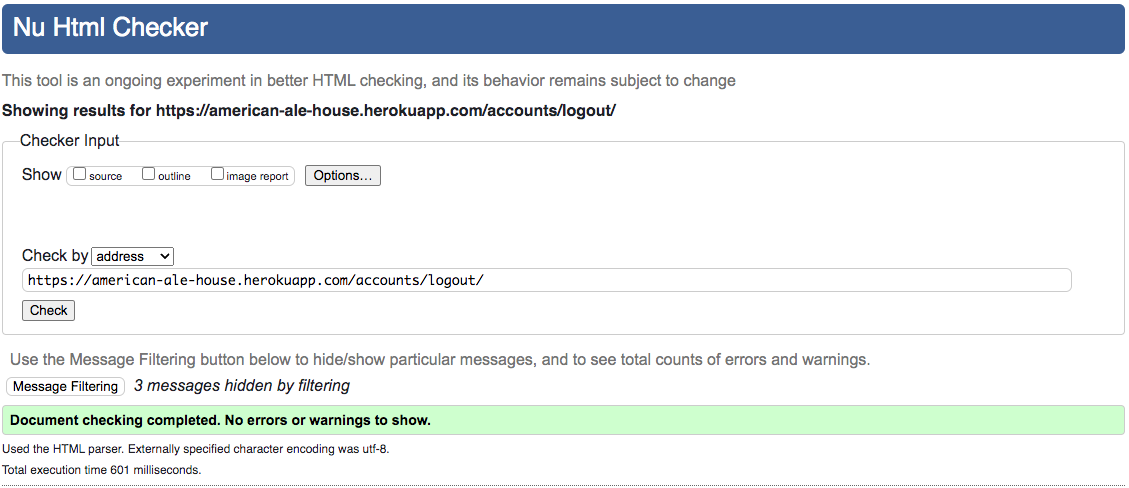 Nu Html Checker
This tool is an ongoing experiment in better HTML checking, and its behavior remains subject to change
Showing results for https://american-ale-house.herokuapp.com/accounts/logout/
Checker Input
Show source outline image report Options...
Check by address
https://american-ale-house.herokuapp.com/accounts/logout/
Check
Use the Message Filtering button below to hide/show particular messages, and to see total counts of errors and warnings.
Message Filtering 3 messages hidden by filtering
Document checking completed. No errors or warnings to show.
Used the HTML parser. Externally specified character encoding was utf-8.
Total execution time 601 milliseconds.